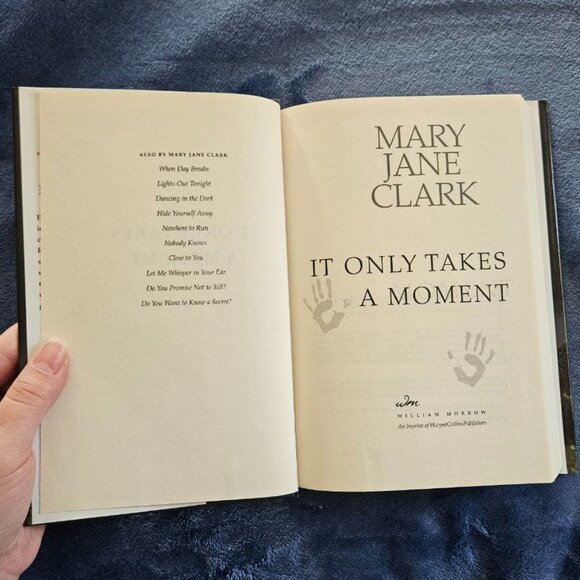 ALSO BY MARY JANE CLARK
When Day Breaks
Lights Out Tonight
Dancing in the Dark
Hide Yourself Away
Nowhere to Run
Nobody Knows
Close to You
Let Me Whisper in Your Ear
Do You Promise Not to Tell?
Do You Want to Know a Secret?
MARY
JANE
CLARK
IT ONLY TAKES
A MOMENT
wm
WILLIAM MORROW
An Imprint of HarperCollinsPublishers